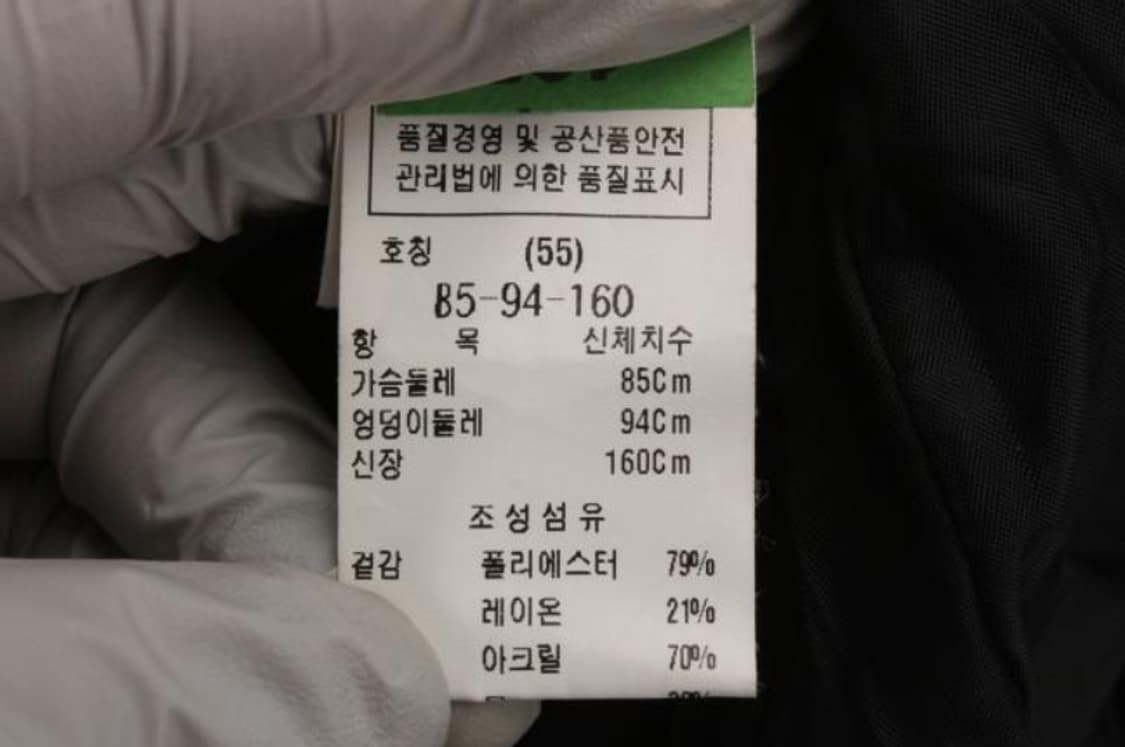 품질경영 및 공산품안전
관리법에 의한 품질표시
호칭 (55)
85-94-160
항 목 신체치수
가슴둘레 85Cm
엉덩이둘레 94Cm
신장 160Cm
조성섬유
겉감 폴리에스터 79%
레이온 21%
아크릴 70%